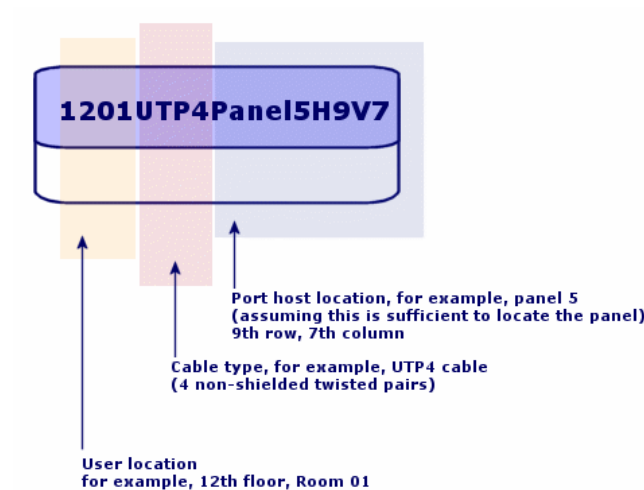 1201UTP4Panel5H9V7
Port host location, for example, panel 5
(assuming this is sufficient to locate the panel)
9th row, 7th column
Cable type, for example, UTP4 cable
(4 non-shielded twisted pairs)
User location
for example, 12th floor, Room 01